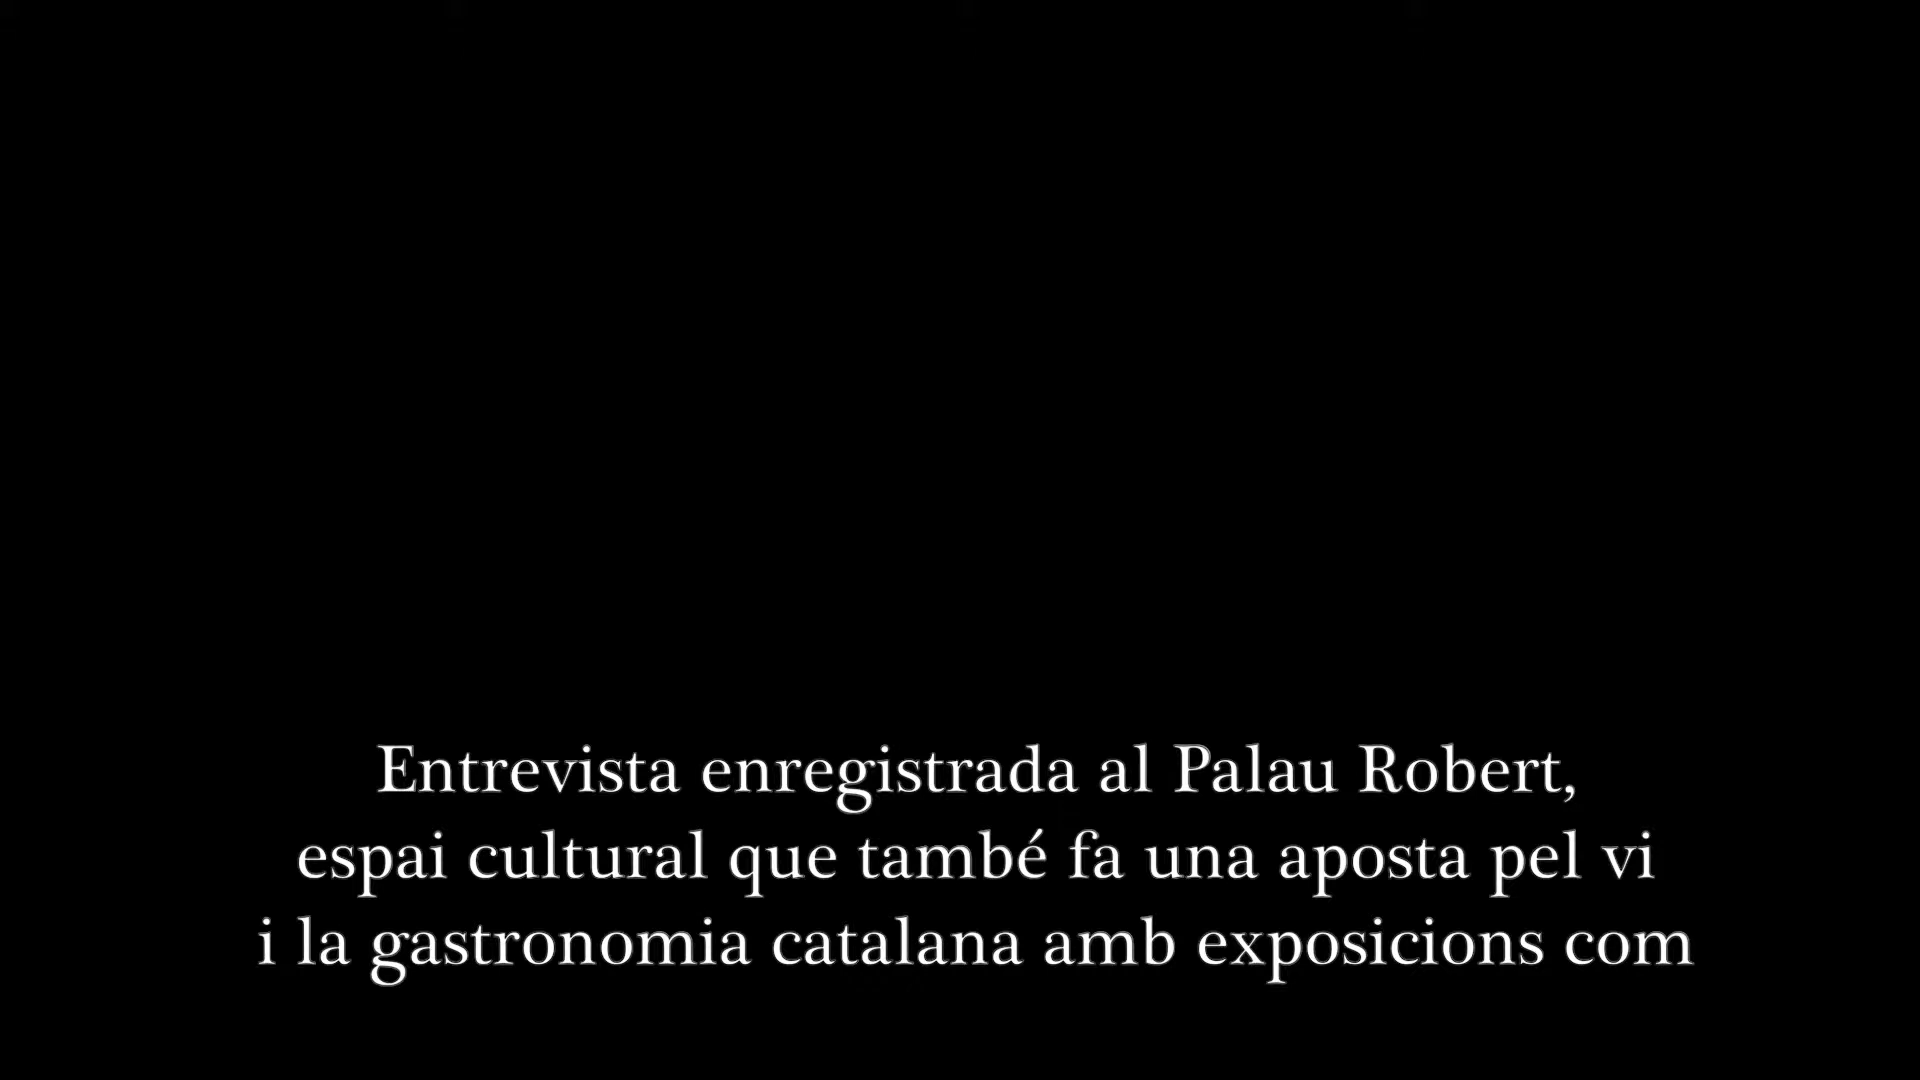 Entrevista enregistrada al Palau Robert,
espai cultural que també fa una aposta pel vi
i la gastronomia catalana amb exposicions com